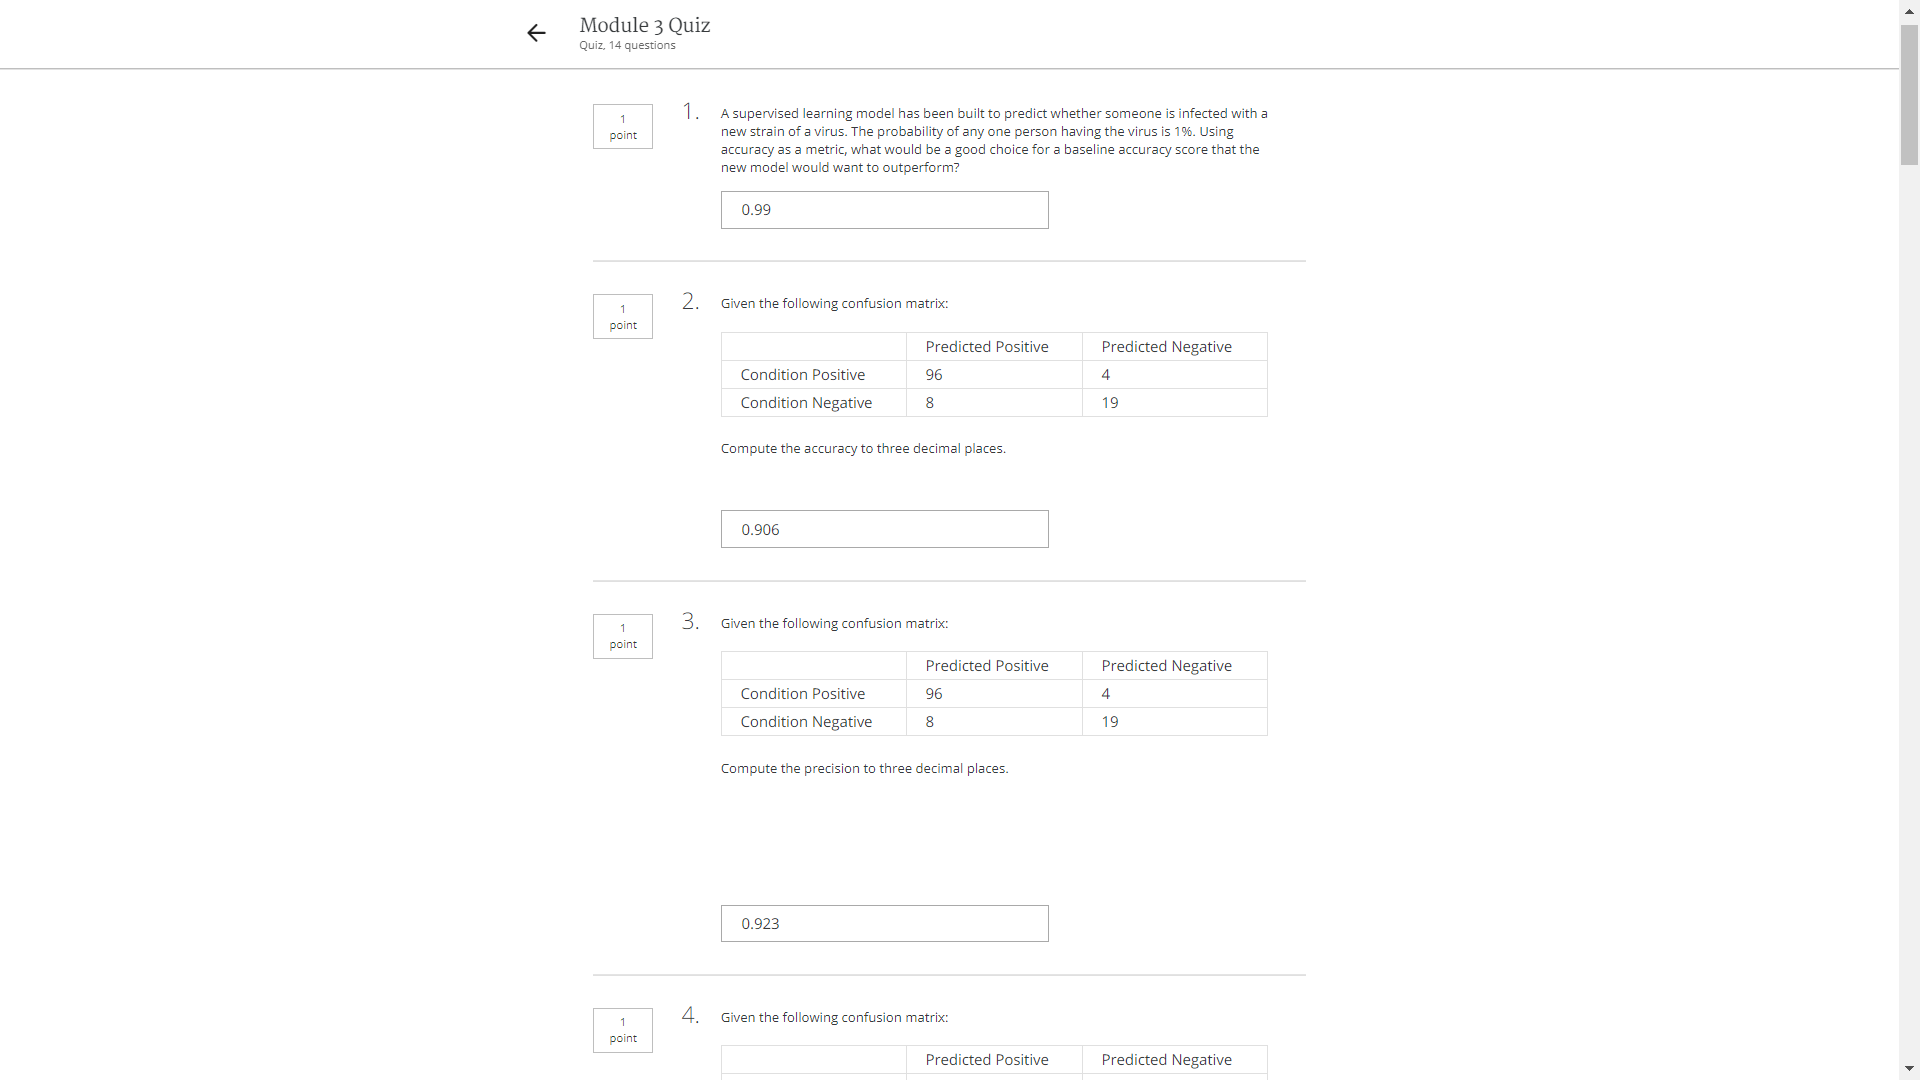 Module 3 Quiz
Quiz, 14 questions
1
point
1.
A supervised learning model has been built to predict whether someone is infected with a
new strain of a virus. The probability of any one person having the virus is 1%. Using
accuracy as a metric, what would be a good choice for a baseline accuracy score that the
new model would want to outperform?
0.99
1
point
2.
Given the following confusion matrix:
Predicted Positive Predicted Negative
Condition Positive 96 4
Condition Negative 8 19
Compute the accuracy to three decimal places.
0.906
1
point
3.
Given the following confusion matrix:
Predicted Positive Predicted Negative
Condition Positive 96 4
Condition Negative 8 19
Compute the precision to three decimal places.
0.923
1
point
4.
Given the following confusion matrix:
Predicted Positive Predicted Negative